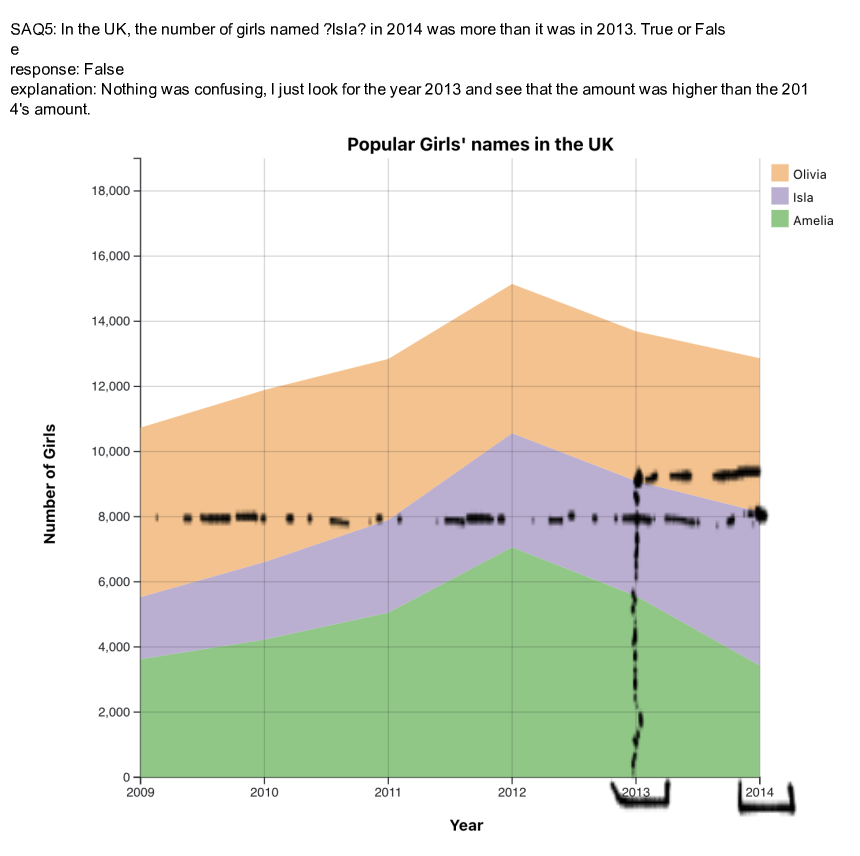 SAQ5: In the UK, the number of girls named ?Isla? in 2014 was more than it was in 2013. True or Fals
e
response: False
explanation: Nothing was confusing, I just look for the year 2013 and see that the amount was higher than the 201
4's amount.
Popular Girls' names in the UK
Olivia
Isla
Amelia
18,000
16,000
14,000
12,000
10,000
8,000
6,000
4,000
2,000
0
Number of Girls
2009 2010 2011 2012 2013 2014
Year